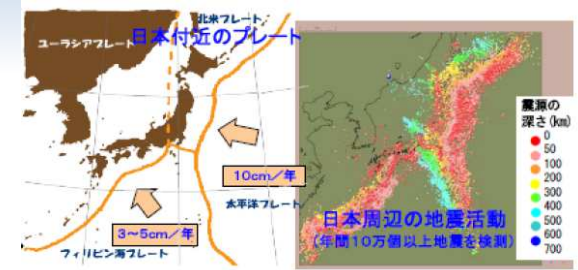 北米プレート
日本付近のプレート
ユーラシアプレート
10cm/年
太平洋プレート
3~5cm/年
フィリピン海プレート
震源の
深さ(km)
0
50
100
200
300
400
500
600
700
日本周辺の地震活動
(年間10万個以上地震を検測)